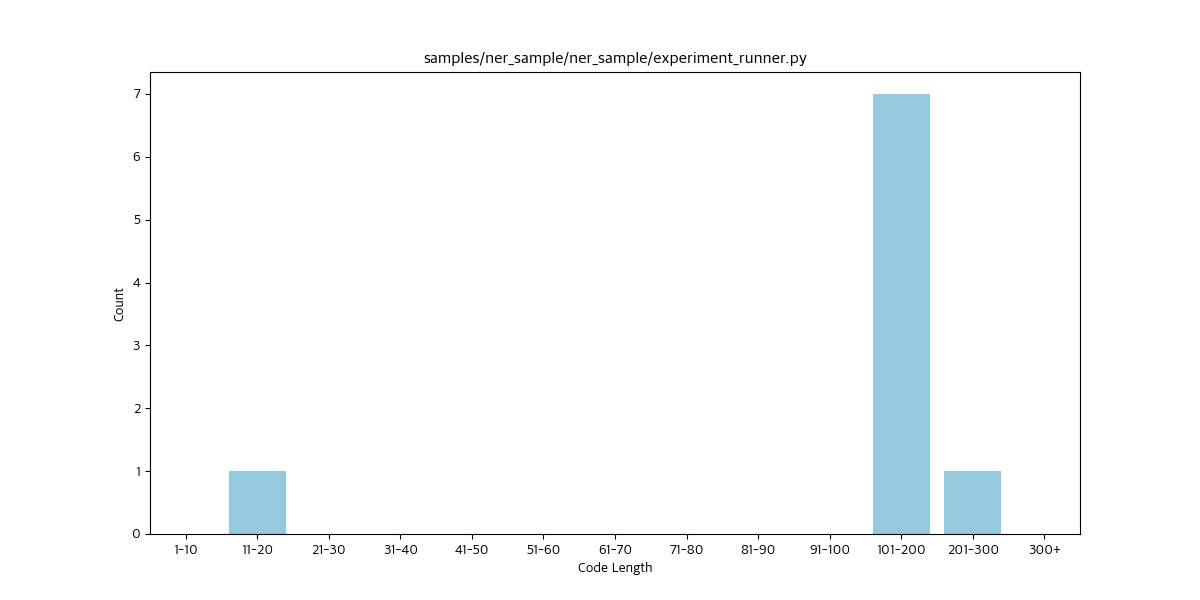 samples/ner_sample/ner_sample/experiment_runner.py
7
6
5
4
3
2
1
0
Count
1-10 11-20 21-30 31-40 41-50 51-60 61-70 71-80 81-90 91-100 101-200 201-300 300+
Code Length